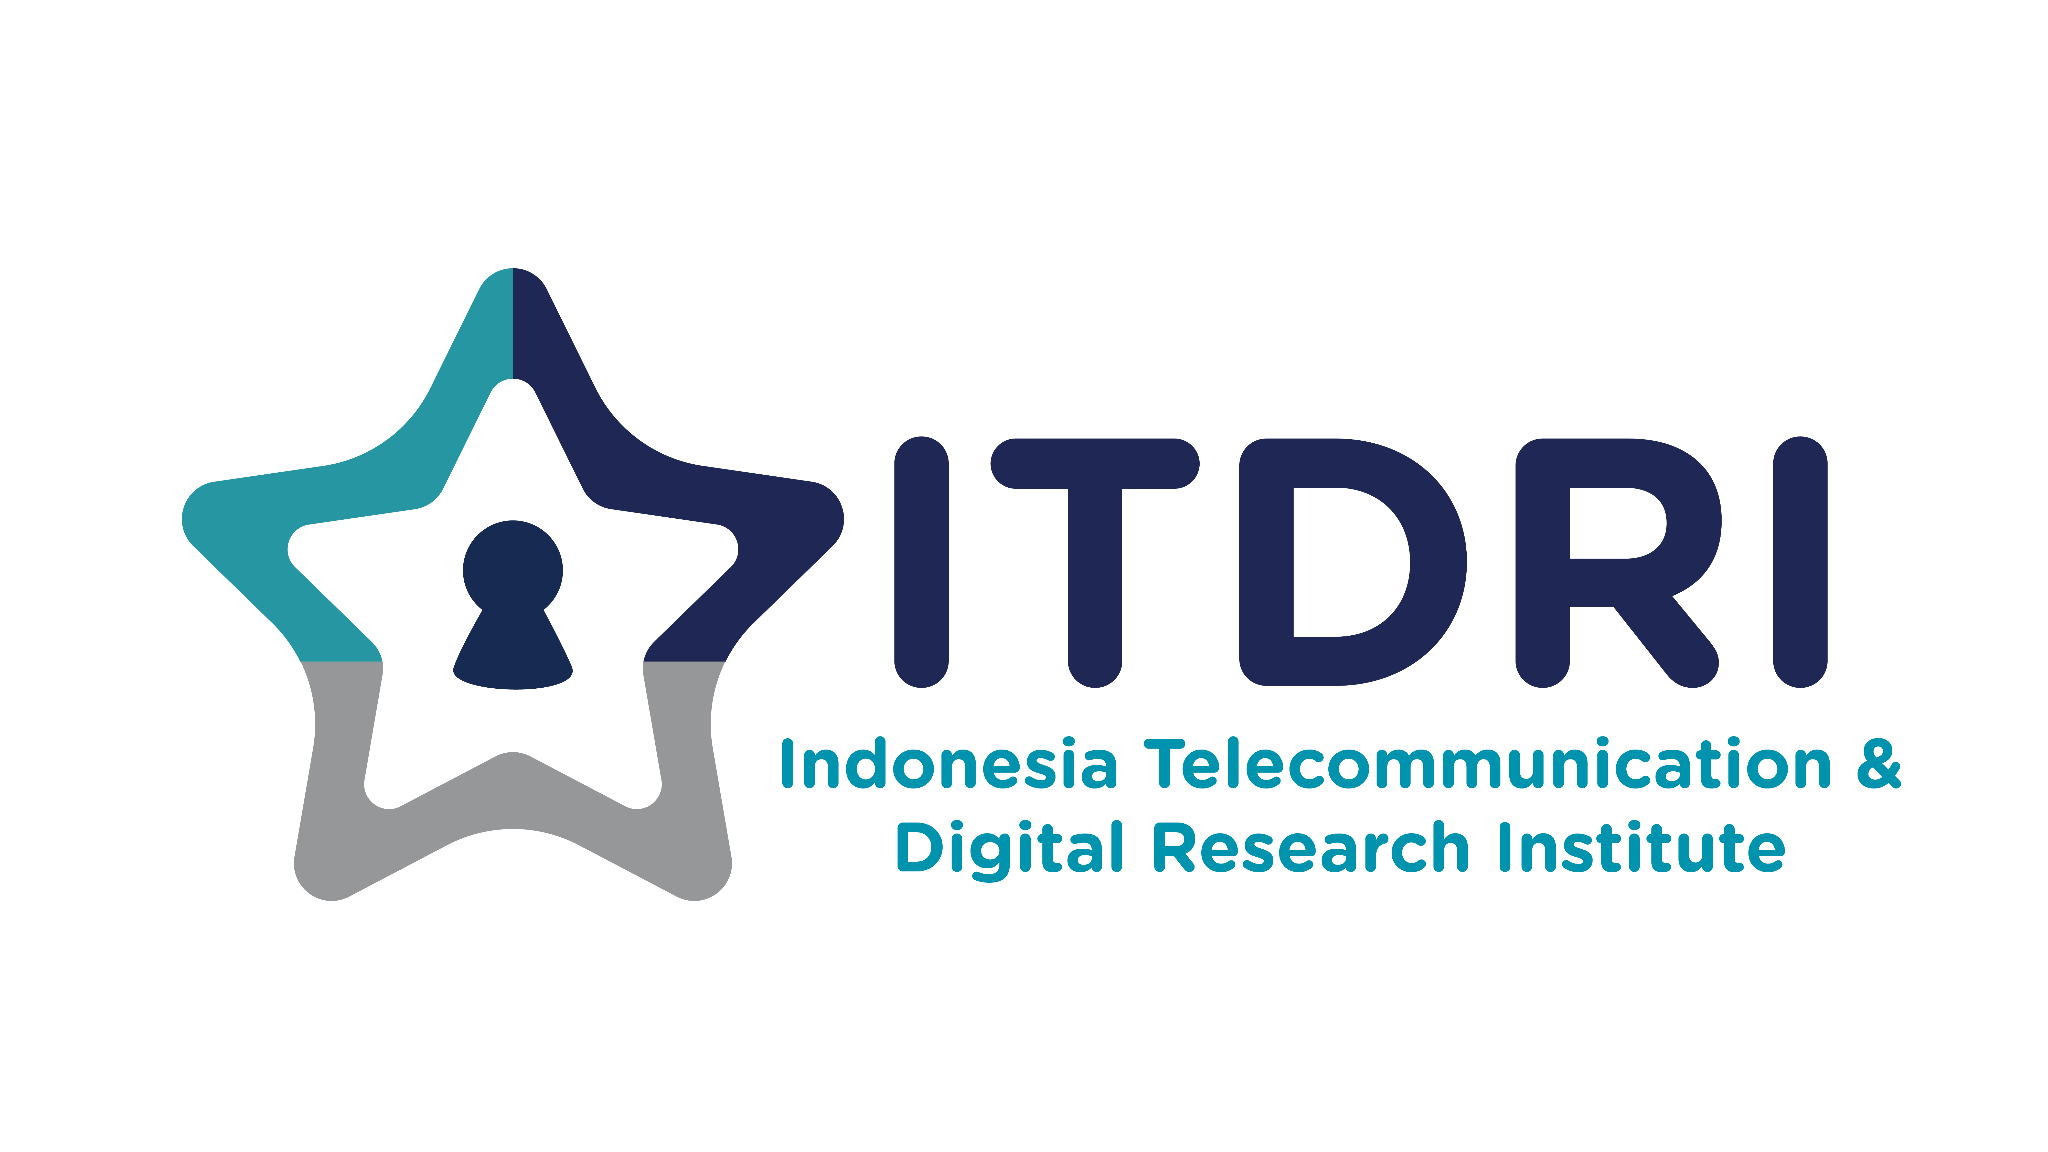 ITDRI
Indonesia Telecommunication &
Digital Research Institute